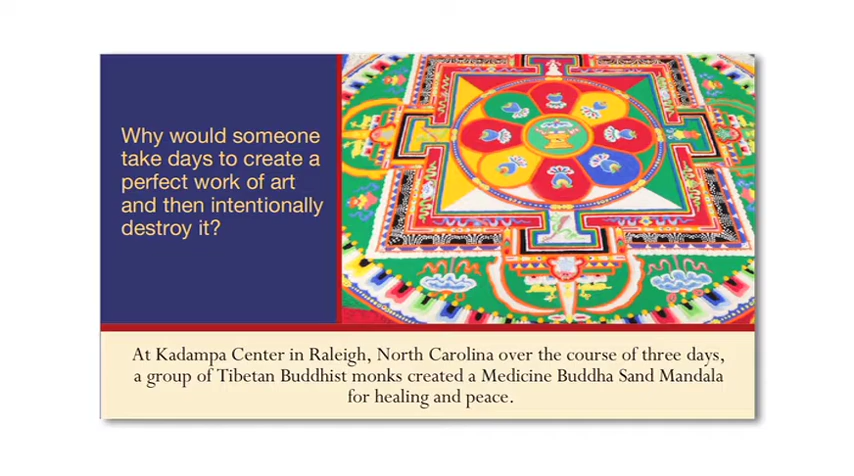 Why would someone
take days to create a
perfect work of art
and then intentionally
destroy it?
At Kadampa Center in Raleigh, North Carolina over the course of three days,
a group of Tibetan Buddhist monks created a Medicine Buddha Sand Mandala
for healing and peace.